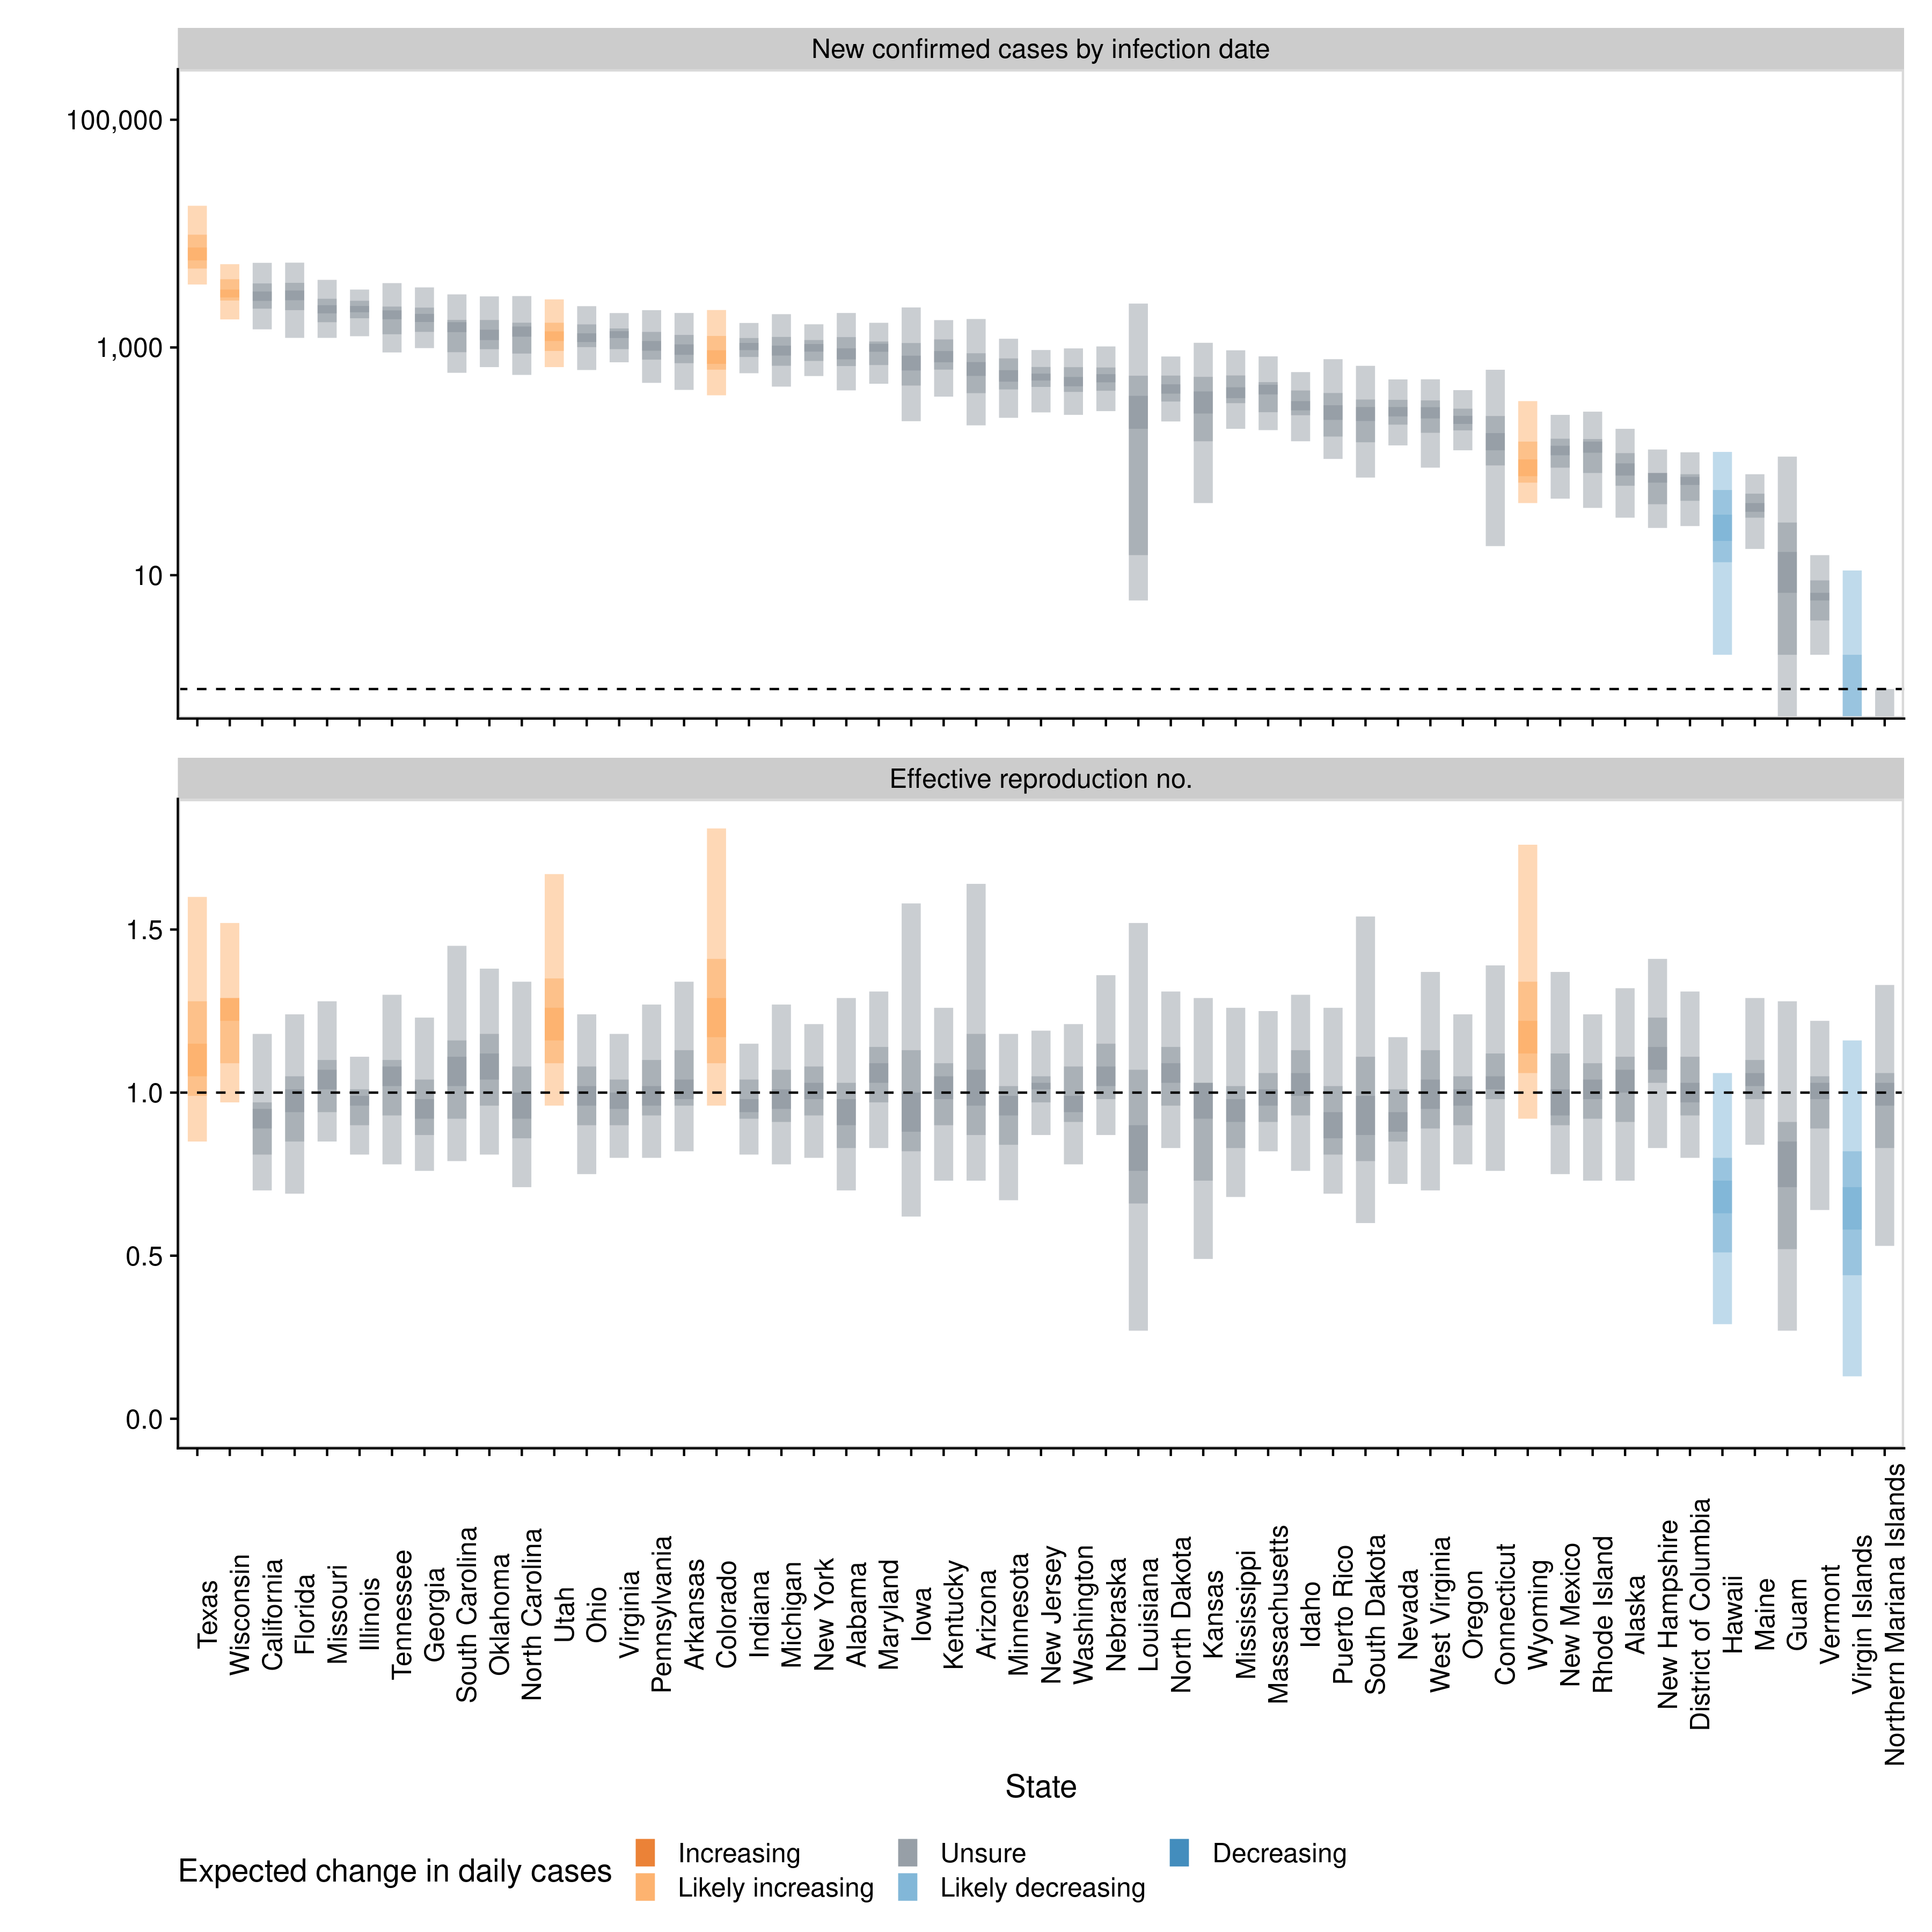 New confirmed cases by infection date
100,000
1,000
10
Effective reproduction no.
1.5
1.0
0.5
0.0
Texas
Wisconsin
California
Florida
Missouri
Illinois
Tennessee
Georgia
South Carolina
Oklahoma
North Carolina
Utah
Ohio
Virginia
Pennsylvania
Arkansas
Colorado
Indiana
Michigan
New York
Alabama
Maryland
Iowa
Kentucky
Arizona
Minnesota
New Jersey
Washington
Nebraska
Louisiana
North Dakota
Kansas
Mississippi
Massachusetts
Idaho
Puerto Rico
South Dakota
Nevada
West Virginia
Oregon
Connecticut
Wyoming
New Mexico
Rhode Island
Alaska
New Hampshire
District of Columbia
Hawaii
Maine
Guam
Vermont
Virgin Islands
Northern Mariana Islands
State
Expected change in daily cases
Increasing
Likely increasing
Unsure
Likely decreasing
Decreasing